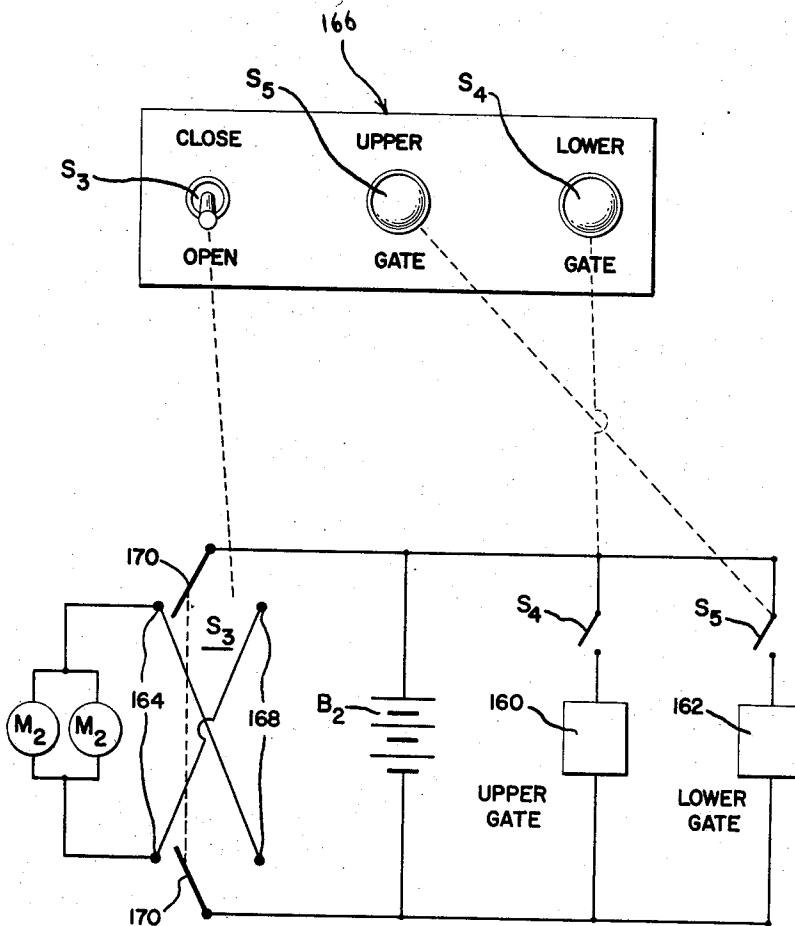 166
S5
S4
CLOSE
UPPER
LOWER
S3
OPEN
GATE
GATE
170
S4
S5
S3
164
168
B2
160
162
M2
M2
UPPER
GATE
LOWER
GATE
170